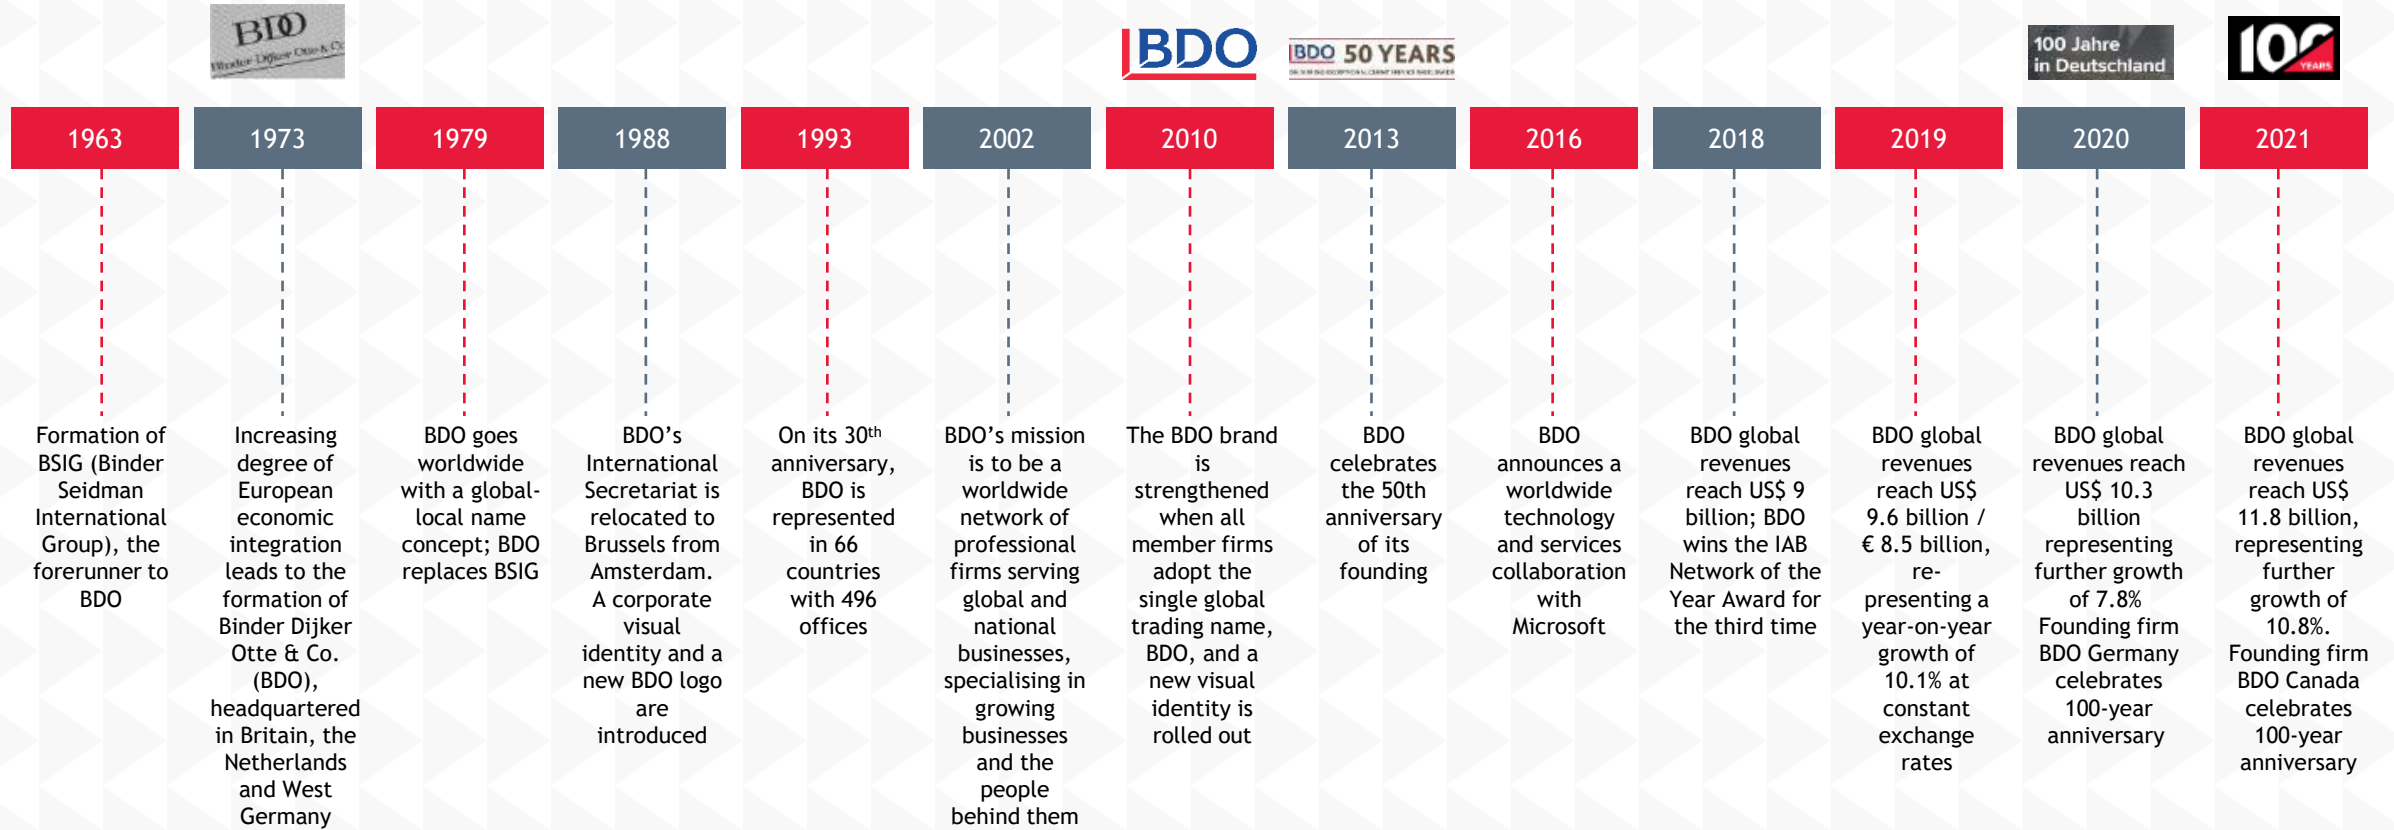 BDO
Binder Dijker Otte & Co
BDO
BDO 50 YEARS
100 Jahre
in Deutschland
100
YEARS
1963
1973
1979
1988
1993
2002
2010
2013
2016
2018
2019
2020
2021
Formation of
BSIG (Binder
Seidman
International
Group), the
forerunner to
BDO
Increasing
degree of
European
economic
integration
leads to the
formation of
Binder Dijker
Otte & Co.
(BDO),
headquartered
in Britain, the
Netherlands
and West
Germany
BDO goes
worldwide
with a global-
local name
concept; BDO
replaces BSIG
BDO’s
International
Secretariat is
relocated to
Brussels from
Amsterdam.
A corporate
visual
identity and a
new BDO logo
are
introduced
On its 30th
anniversary,
BDO is
represented
in 66
countries
with 496
offices
BDO’s mission
is to be a
worldwide
network of
professional
firms serving
global and
national
businesses,
specialising in
growing
businesses
and the
people
behind them
The BDO brand
is
strengthened
when all
member firms
adopt the
single global
trading name,
BDO, and a
new visual
identity is
rolled out
BDO
celebrates
the 50th
anniversary
of its
founding
BDO
announces a
worldwide
technology
and services
collaboration
with
Microsoft
BDO global
revenues
reach US$ 9
billion; BDO
wins the IAB
Network of the
Year Award for
the third time
BDO global
revenues
reach US$
9.6 billion /
€ 8.5 billion,
re-
presenting a
year-on-year
growth of
10.1% at
constant
exchange
rates
BDO global
revenues reach
US$ 10.3
billion
representing
further growth
of 7.8%
Founding firm
BDO Germany
celebrates
100-year
anniversary
BDO global
revenues
reach US$
11.8 billion,
representing
further
growth of
10.8%.
Founding firm
BDO Canada
celebrates
100-year
anniversary